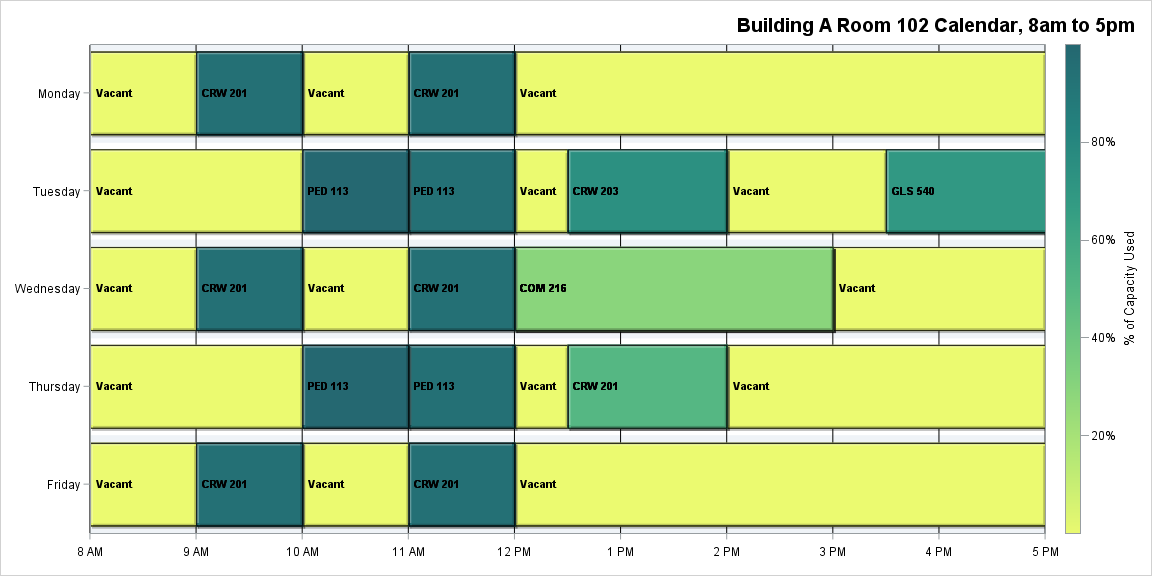 Building A Room 102 Calendar, 8am to 5pm
Monday
Vacant
CRW 201
Vacant
CRW 201
Vacant
Tuesday
Vacant
PED 113
PED 113
Vacant
CRW 203
Vacant
GLS 540
Wednesday
Vacant
CRW 201
Vacant
CRW 201
COM 216
Vacant
Thursday
Vacant
PED 113
PED 113
Vacant
CRW 201
Vacant
Friday
Vacant
CRW 201
Vacant
CRW 201
Vacant
8 AM
9 AM
10 AM
11 AM
12 PM
1 PM
2 PM
3 PM
4 PM
5 PM
80%
60%
40%
20%
% of Capacity Used